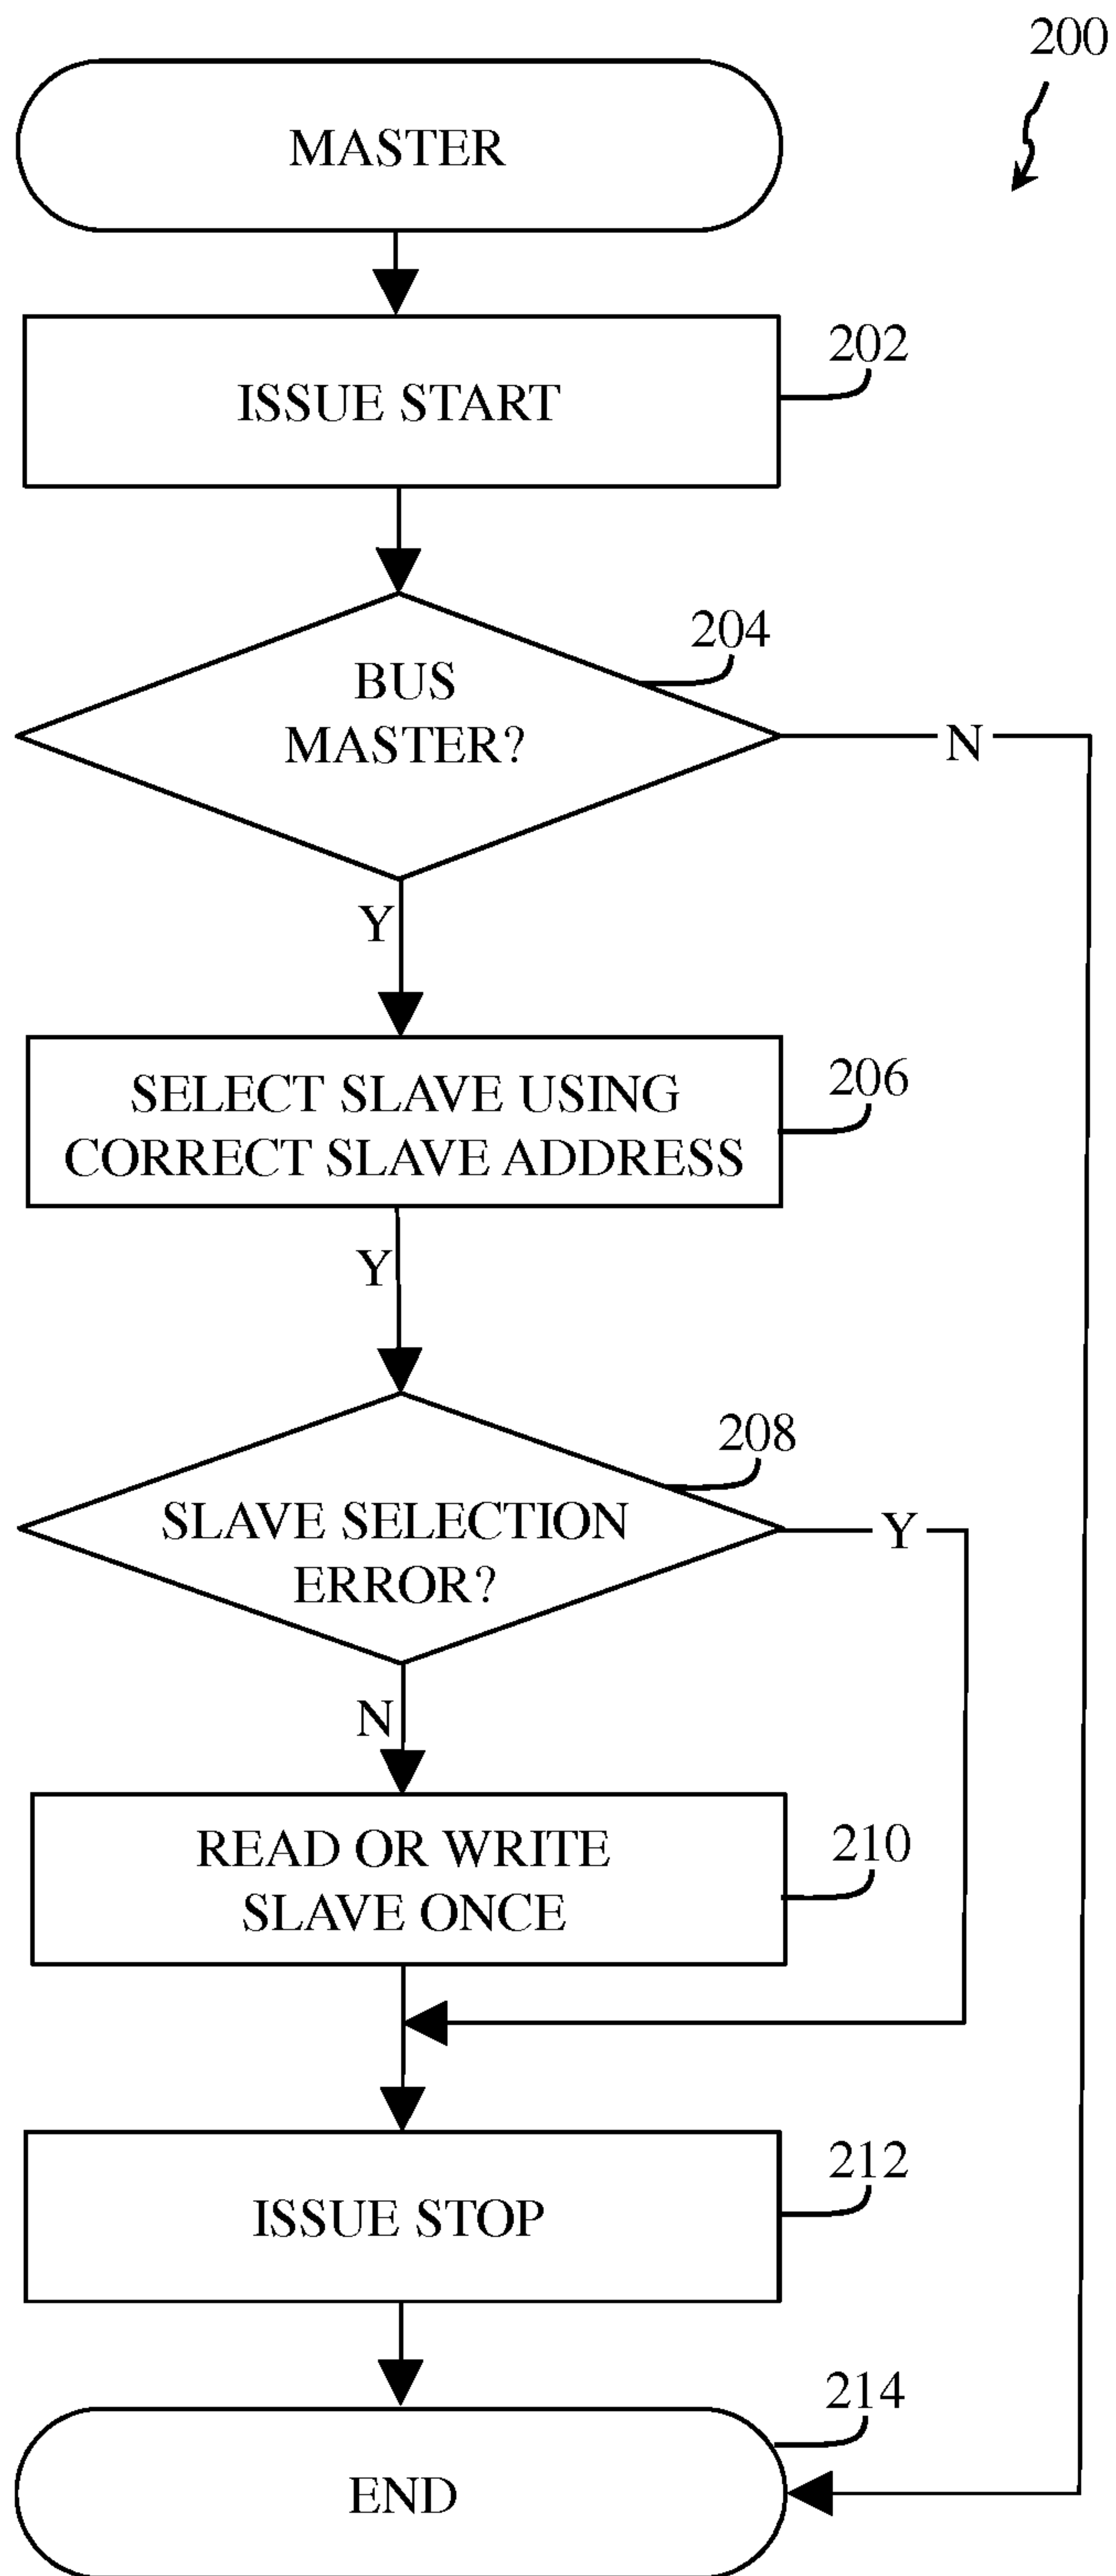 200
MASTER
202
ISSUE START
204
BUS
MASTER?
N
Y
206
SELECT SLAVE USING
CORRECT SLAVE ADDRESS
Y
208
SLAVE SELECTION
ERROR?
Y
N
210
READ OR WRITE
SLAVE ONCE
212
ISSUE STOP
214
END